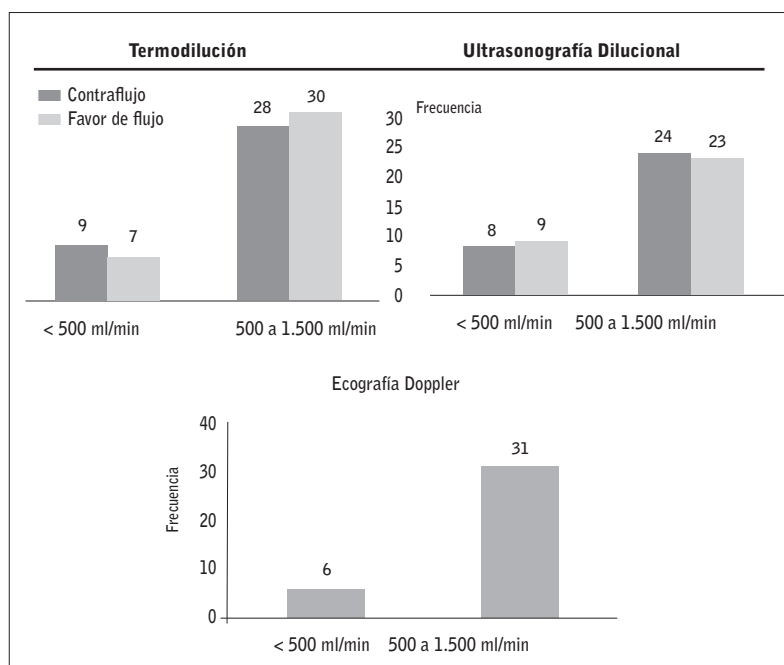 Termodilución
Contraflujo
Favor de flujo
9
7
28
30
< 500 ml/min
500 a 1.500 ml/min
Ultrasonografía Dilucional
Frecuencia
30
25
20
15
10
5
0
8
9
24
23
< 500 ml/min
500 a 1.500 ml/min
Ecografía Doppler
Frecuencia
40
30
20
10
0
6
31
< 500 ml/min
500 a 1.500 ml/min